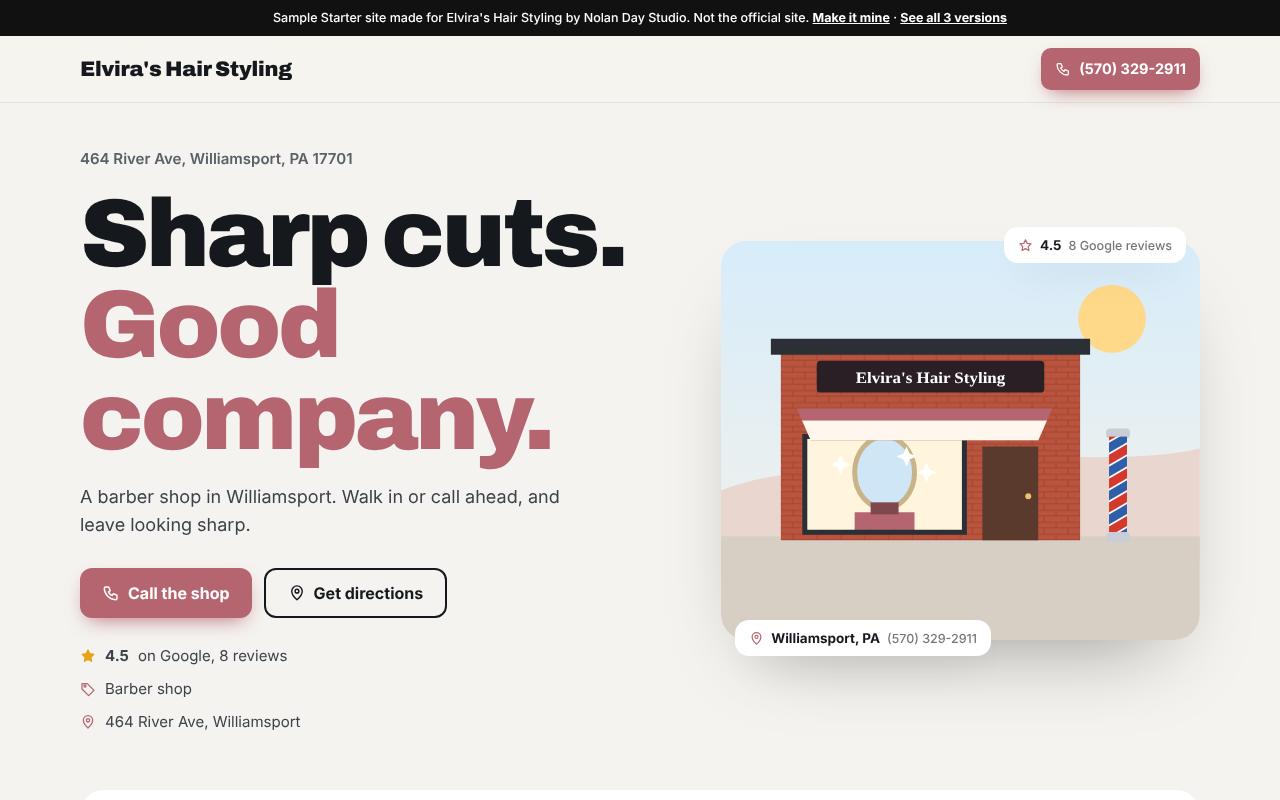 Sample Starter site made for Elvira's Hair Styling by Nolan Day Studio. Not the official site. Make it mine · See all 3 versions
Elvira's Hair Styling
(570) 329-2911
464 River Ave, Williamsport, PA 17701
Sharp cuts.
Good
company.
A barber shop in Williamsport. Walk in or call ahead, and
leave looking sharp.
Call the shop
Get directions
4.5 on Google, 8 reviews
Barber shop
464 River Ave, Williamsport
4.5 8 Google reviews
Elvira's Hair Styling
Williamsport, PA (570) 329-2911